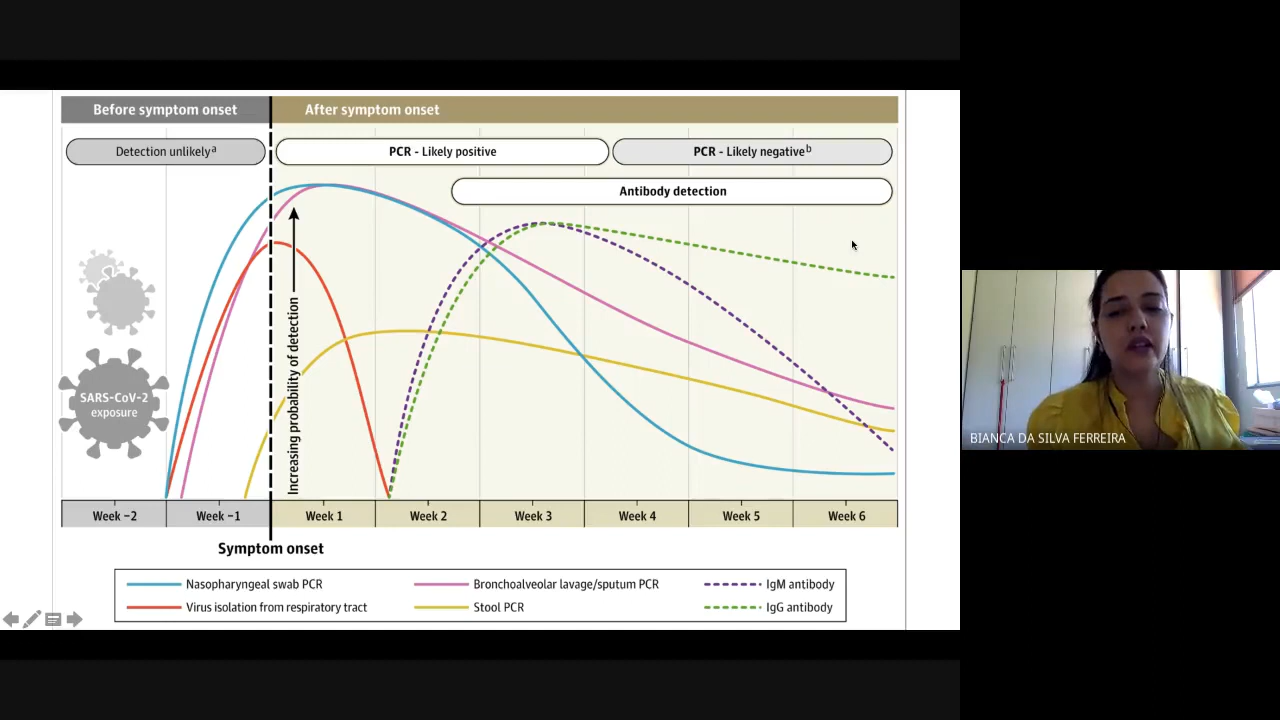 Before symptom onset
After symptom onset
Detection unlikelyᵃ
PCR - Likely positive
PCR - Likely negativeᵇ
Antibody detection
Increasing probability of detection
SARS-CoV-2
exposure
Week −2
Week −1
Week 1
Week 2
Week 3
Week 4
Week 5
Week 6
Symptom onset
Nasopharyngeal swab PCR
Bronchoalveolar lavage/sputum PCR
IgM antibody
Virus isolation from respiratory tract
Stool PCR
IgG antibody
BIANCA DA SILVA FERREIRA